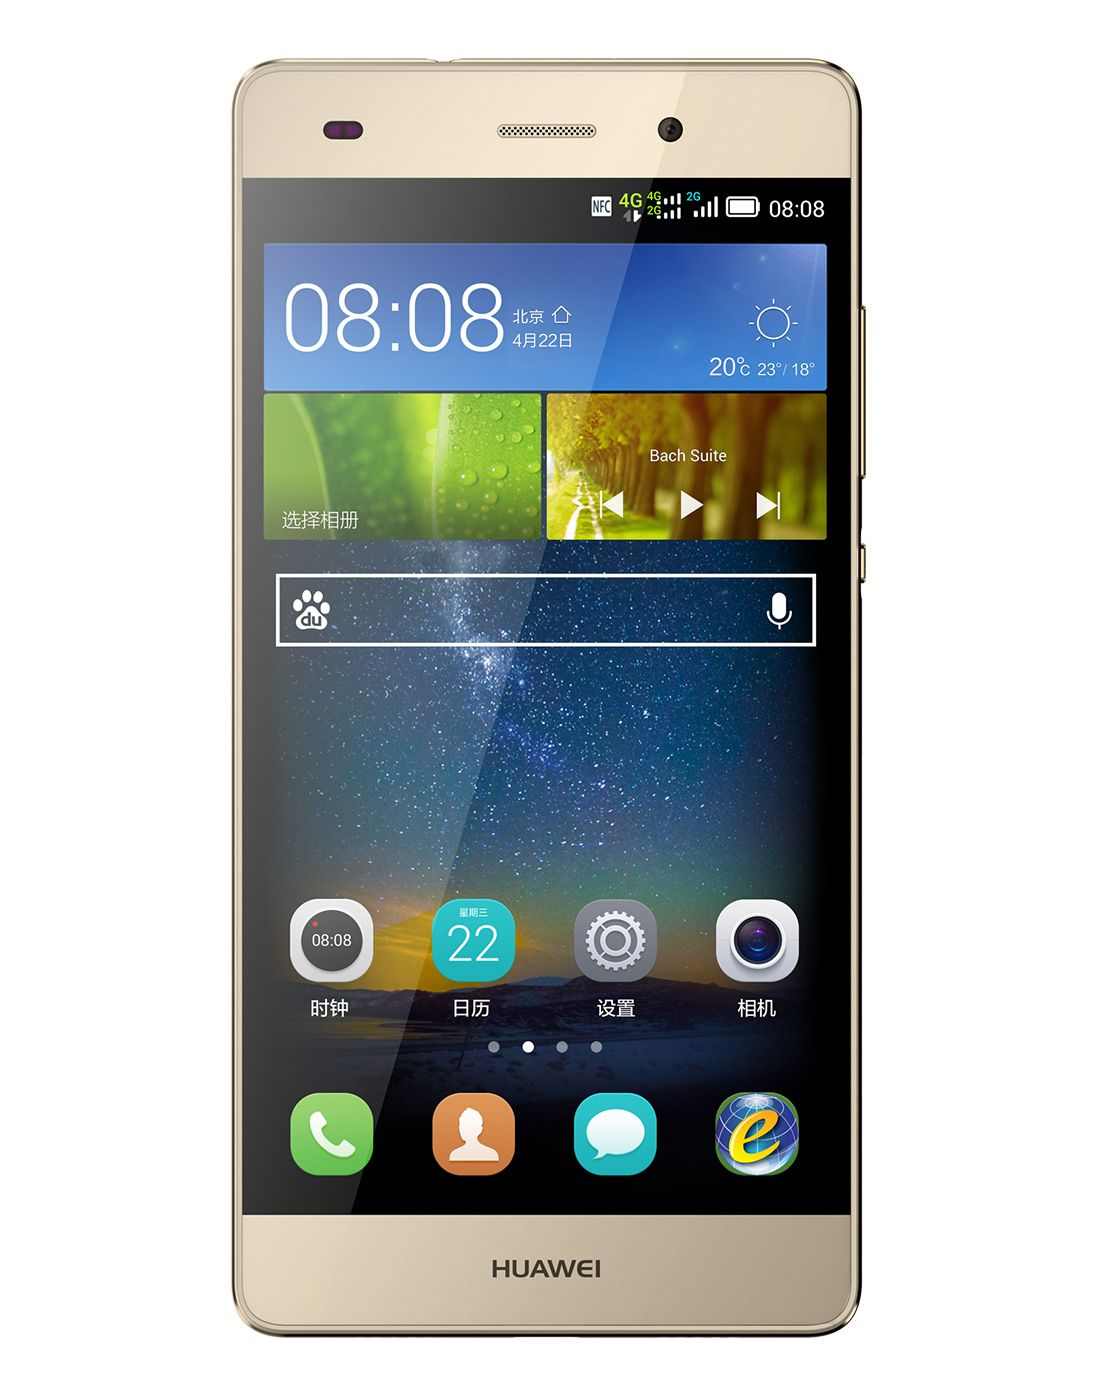 NFC 4G 4G 2G 2G 08:08
08:08
北京
4月22日
20°C 23°/ 18°
选择相册
Bach Suite
du
08:08
星期三
22
时钟
日历
设置
相机
e
HUAWEI